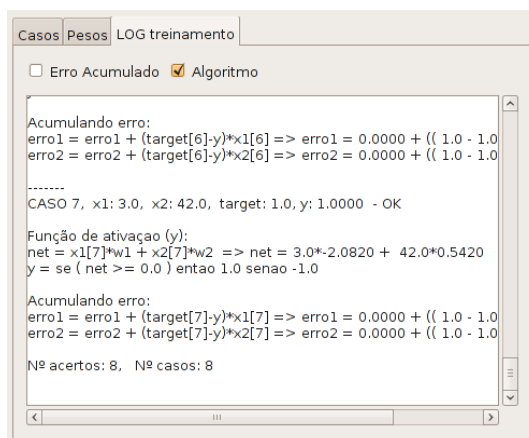 Casos Pesos LOG treinamento
Erro Acumulado Algoritmo
Acumulando erro:
erro1 = erro1 + (target[6]-y)*x1[6] => erro1 = 0.0000 + (( 1.0 - 1.0
erro2 = erro2 + (target[6]-y)*x2[6] => erro2 = 0.0000 + (( 1.0 - 1.0
-------
CASO 7, x1: 3.0, x2: 42.0, target: 1.0, y: 1.0000 - OK
Função de ativaçao (y):
net = x1[7]*w1 + x2[7]*w2 => net = 3.0*-2.0820 + 42.0*0.5420
y = se ( net >= 0.0 ) entao 1.0 senao -1.0
Acumulando erro:
erro1 = erro1 + (target[7]-y)*x1[7] => erro1 = 0.0000 + (( 1.0 - 1.0
erro2 = erro2 + (target[7]-y)*x2[7] => erro2 = 0.0000 + (( 1.0 - 1.0
Nº acertos: 8, Nº casos: 8